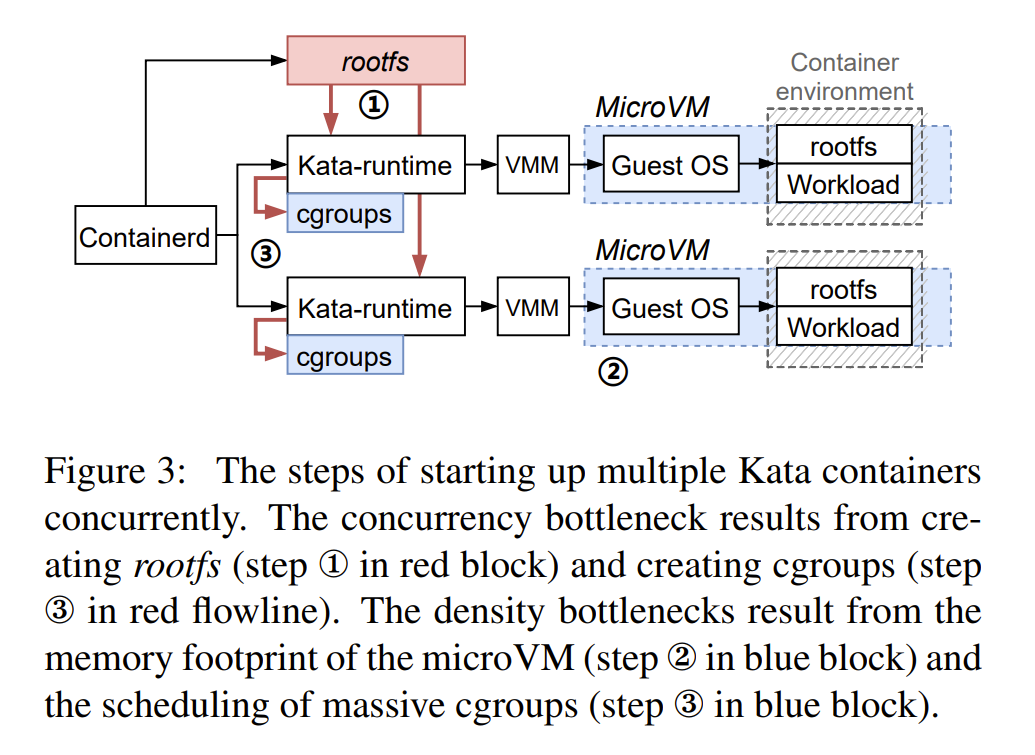 rootfs
①
Container
environment
MicroVM
Kata-runtime
VMM
Guest OS
rootfs
Workload
cgroups
Containerd
③
MicroVM
Kata-runtime
VMM
Guest OS
rootfs
Workload
cgroups
②
Figure 3: The steps of starting up multiple Kata containers
concurrently. The concurrency bottleneck results from cre-
ating rootfs (step ① in red block) and creating cgroups (step
③ in red flowline). The density bottlenecks result from the
memory footprint of the microVM (step ② in blue block) and
the scheduling of massive cgroups (step ③ in blue block).